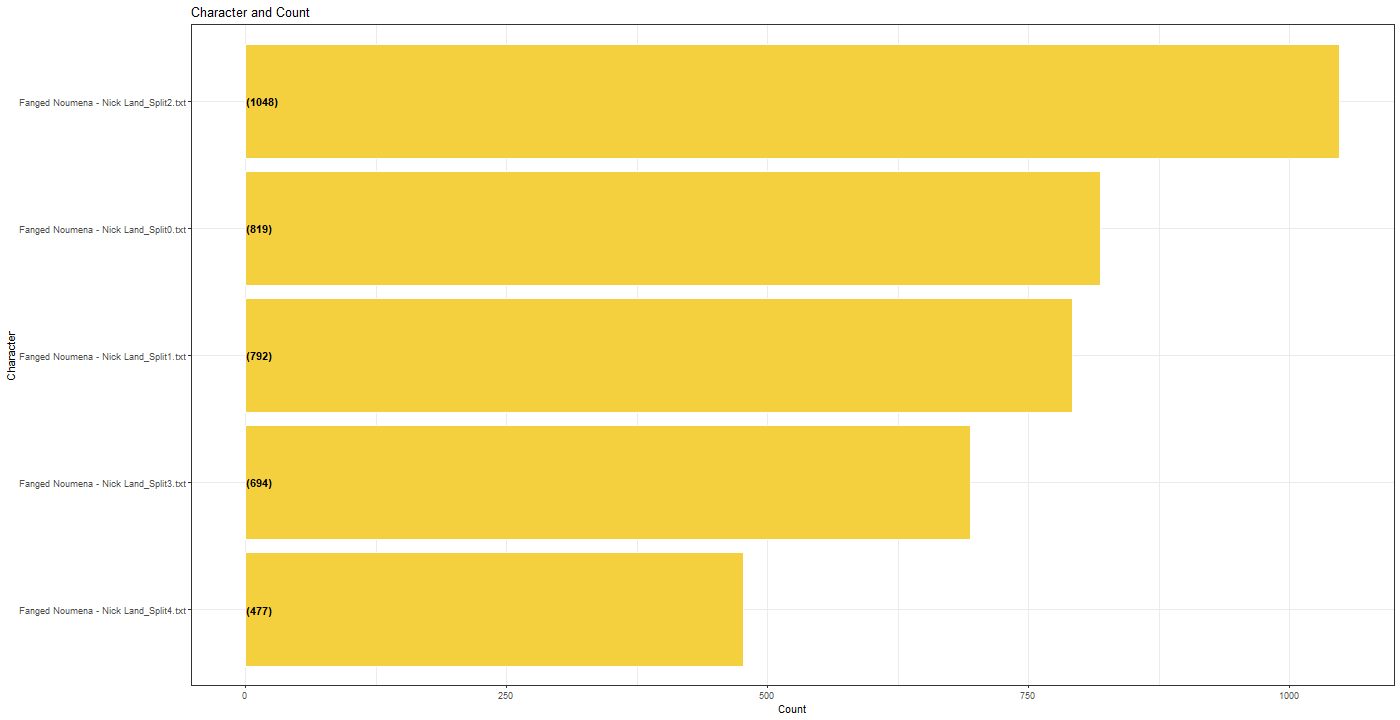 Character and Count
Fanged Noumena - Nick Land_Split2.txt
(1048)
Fanged Noumena - Nick Land_Split0.txt
(819)
Fanged Noumena - Nick Land_Split1.txt
(792)
Fanged Noumena - Nick Land_Split3.txt
(694)
Fanged Noumena - Nick Land_Split4.txt
(477)
Character
0 250 500 750 1000
Count